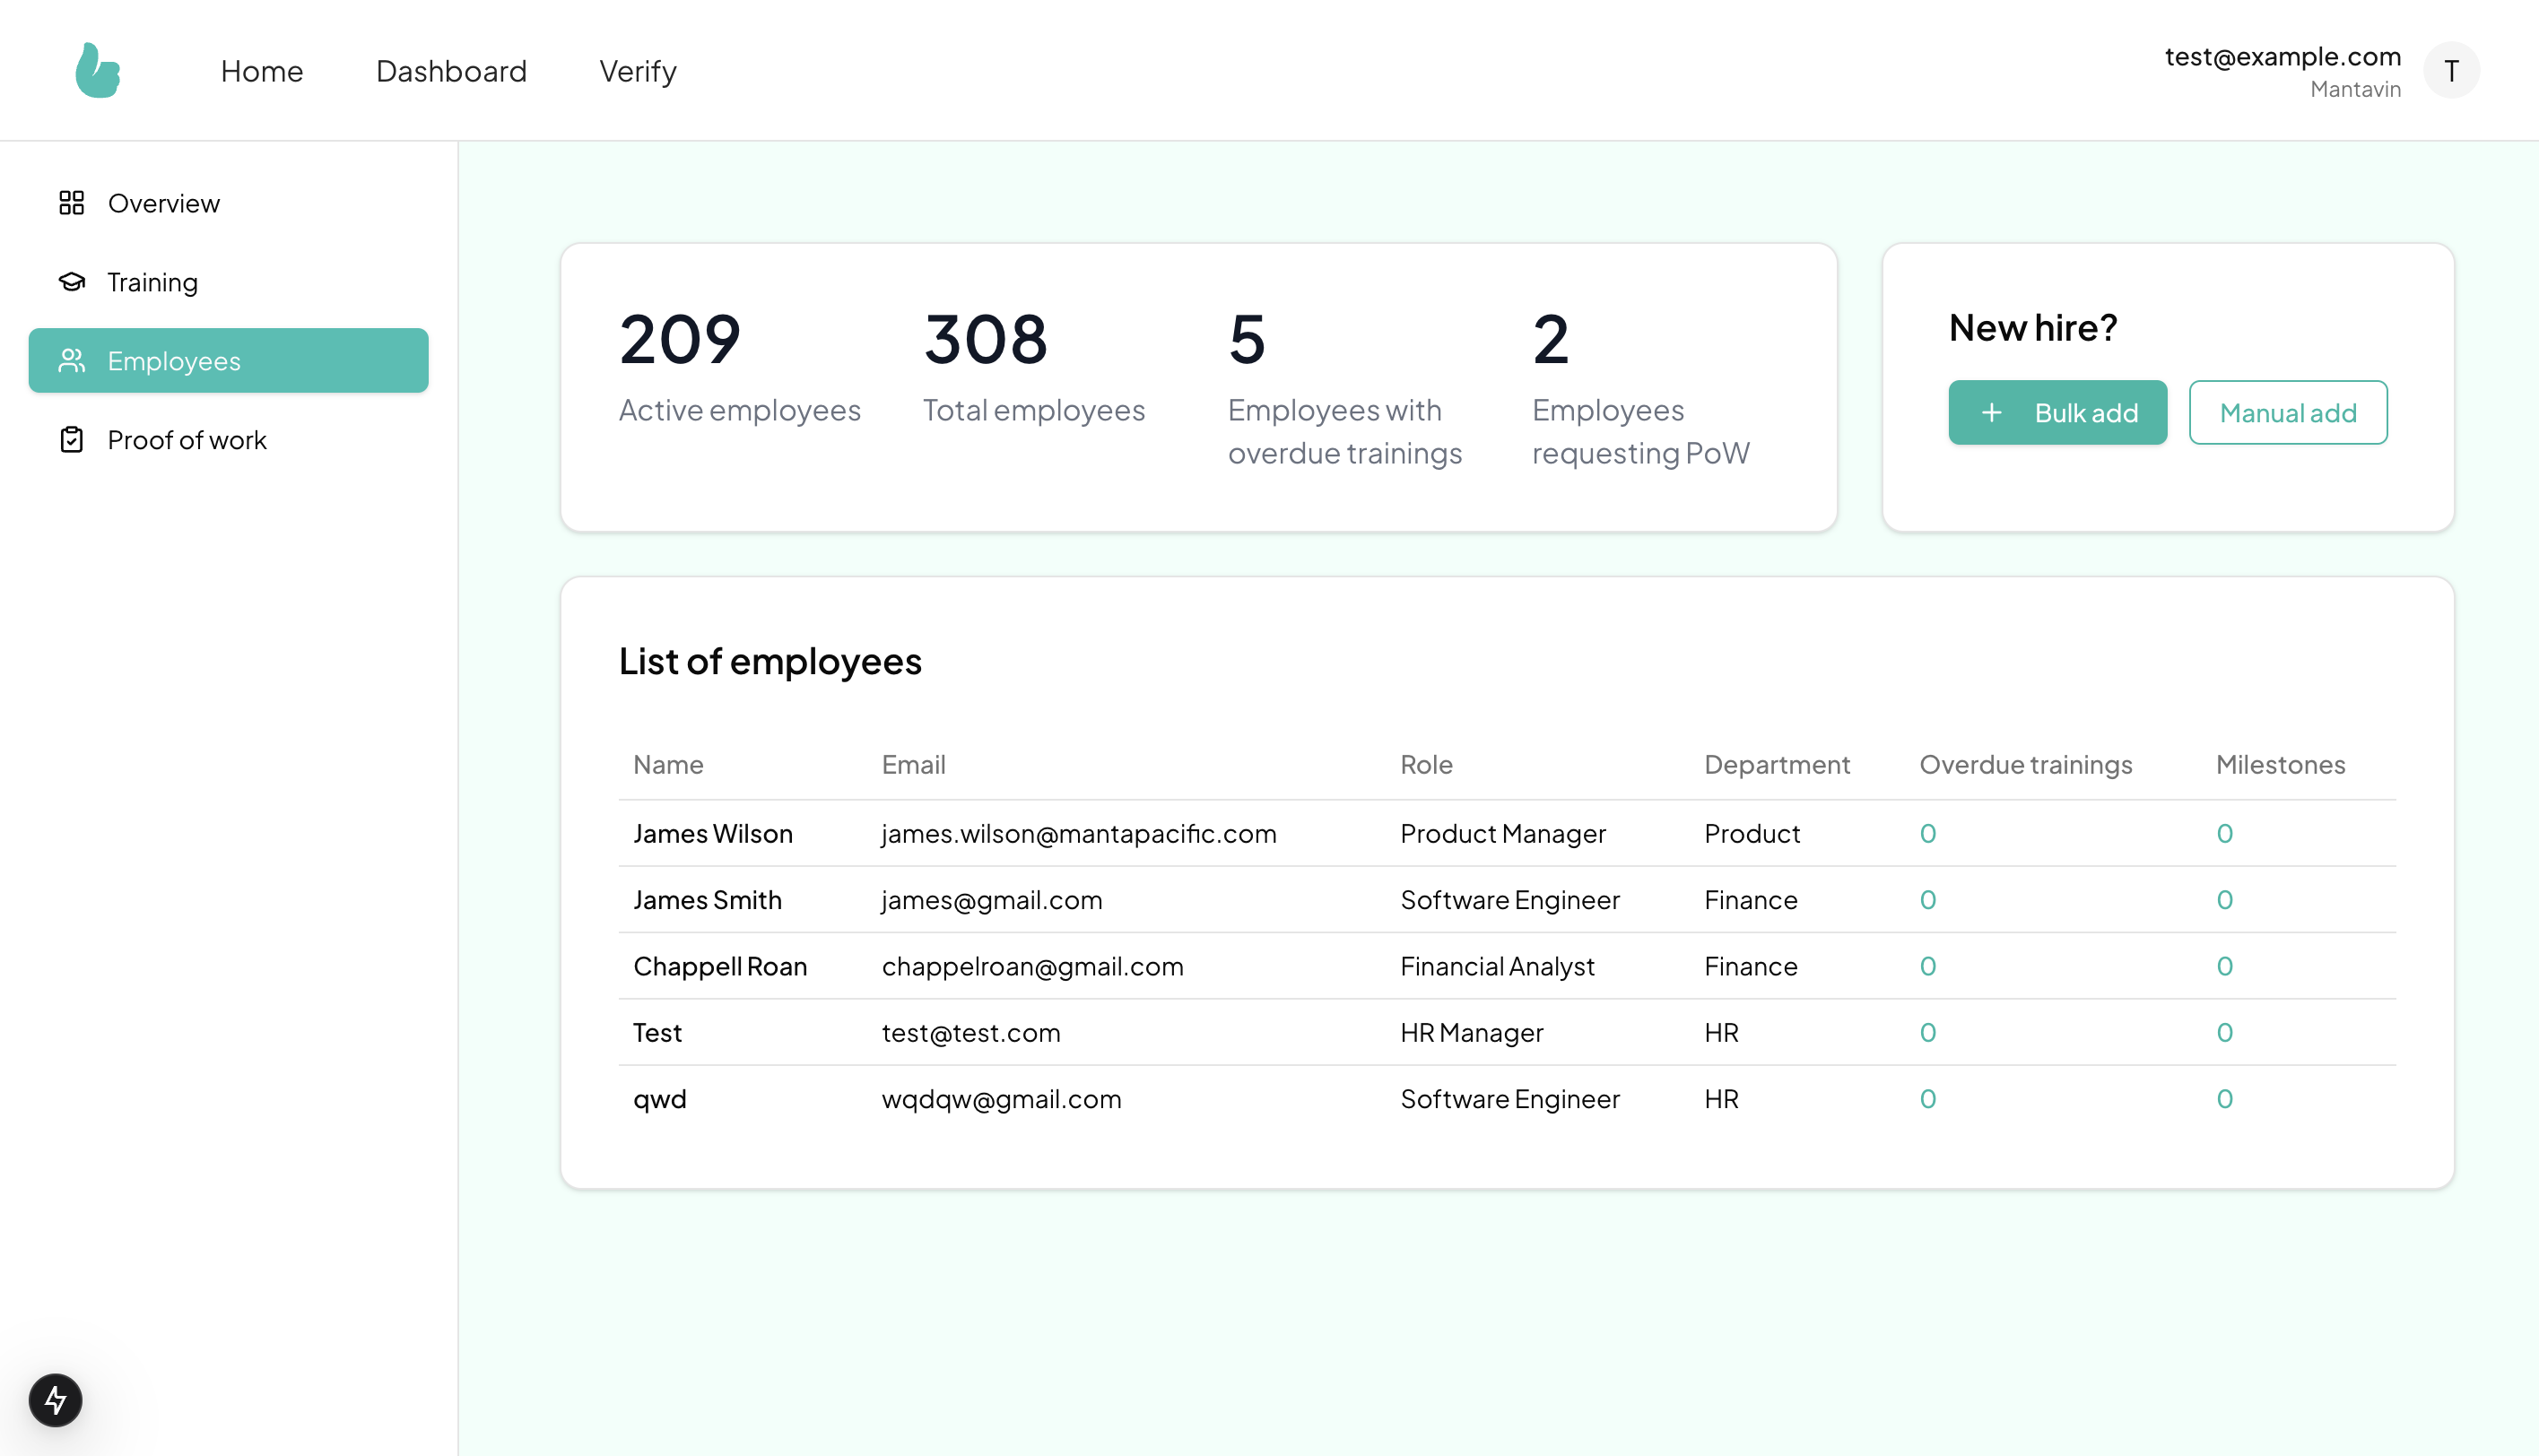 Home Dashboard Verify
test@example.com
Mantavin
T
Overview
Training
Employees
Proof of work
209 308 5 2
Active employees Total employees Employees with Employees
overdue trainings requesting PoW
New hire?
+ Bulk add Manual add
List of employees
Name Email Role Department Overdue trainings Milestones
James Wilson james.wilson@mantapacific.com Product Manager Product 0 0
James Smith james@gmail.com Software Engineer Finance 0 0
Chappell Roan chappelroan@gmail.com Financial Analyst Finance 0 0
Test test@test.com HR Manager HR 0 0
qwd wqdqw@gmail.com Software Engineer HR 0 0